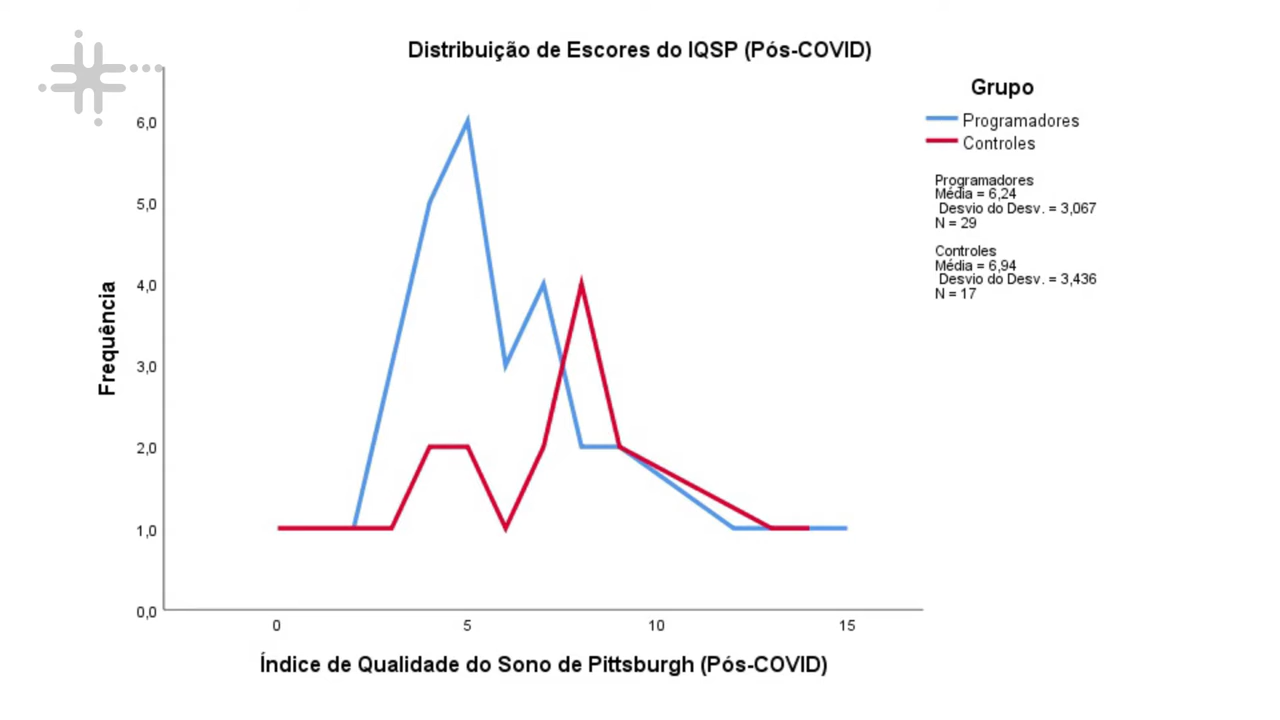 Distribuição de Escores do IQSP (Pós-COVID)
Grupo
Programadores
Controles
Programadores
Média = 6,24
Desvio do Desv. = 3,067
N = 29
Controles
Média = 6,94
Desvio do Desv. = 3,436
N = 17
Frequência
6,0
5,0
4,0
3,0
2,0
1,0
0,0
0 5 10 15
Índice de Qualidade do Sono de Pittsburgh (Pós-COVID)